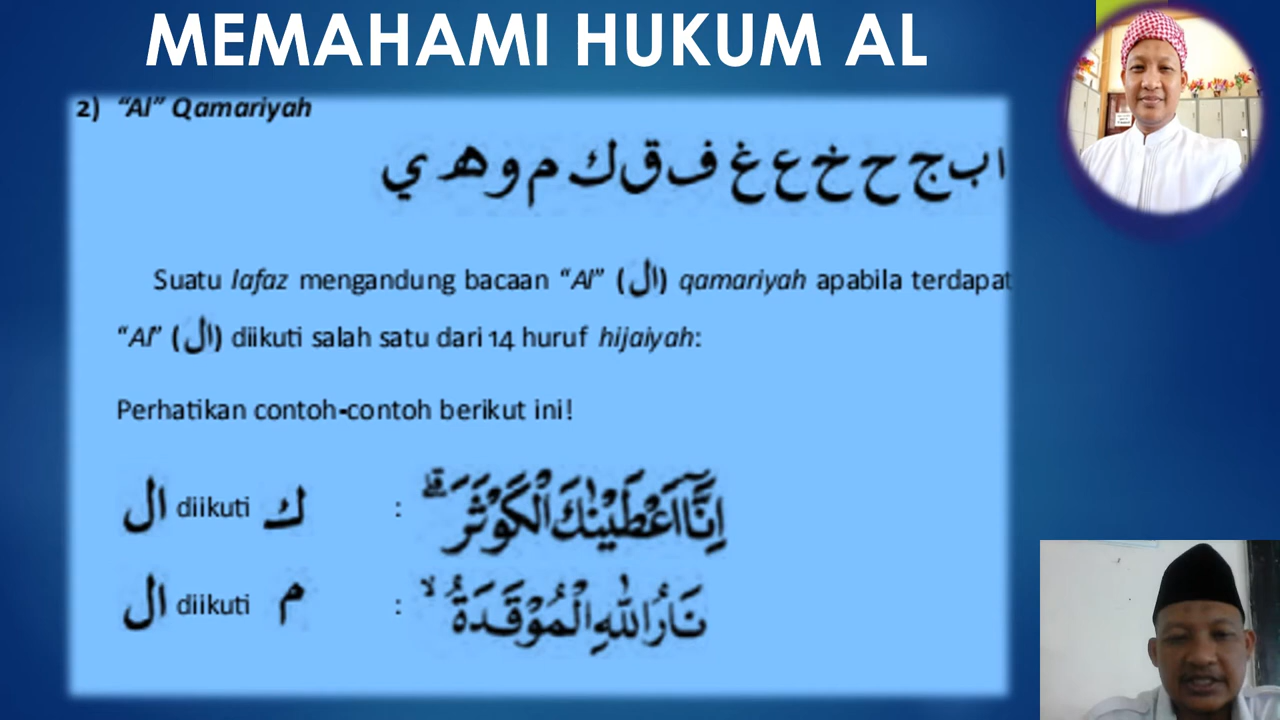 MEMAHAMI HUKUM AL
2) “Al” Qamariyah
ا ب ج ح خ ع غ ف ق ك م و ه ي
Suatu lafaz mengandung bacaan “Al” (ال) qamariyah apabila terdapat
“Al” (ال) diikuti salah satu dari 14 huruf hijaiyah:
Perhatikan contoh-contoh berikut ini!
ال diikuti ك : اِنَّآ اَعْطَيْنٰكَ الْكَوْثَرَۗ
ال diikuti م : نَارُ اللّٰهِ الْمُوْقَدَةُۙ